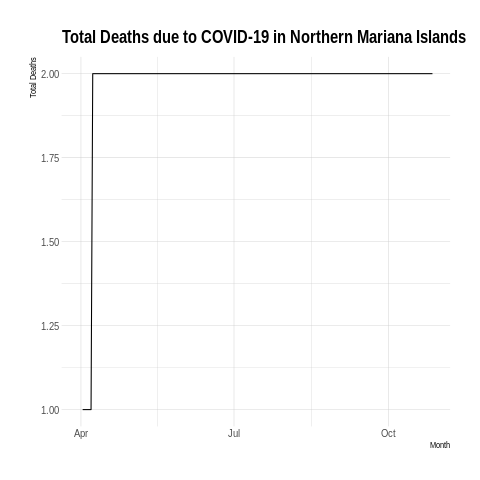 Total Deaths due to COVID-19 in Northern Mariana Islands
Total Deaths
2.00
1.75
1.50
1.25
1.00
Apr Jul Oct
Month